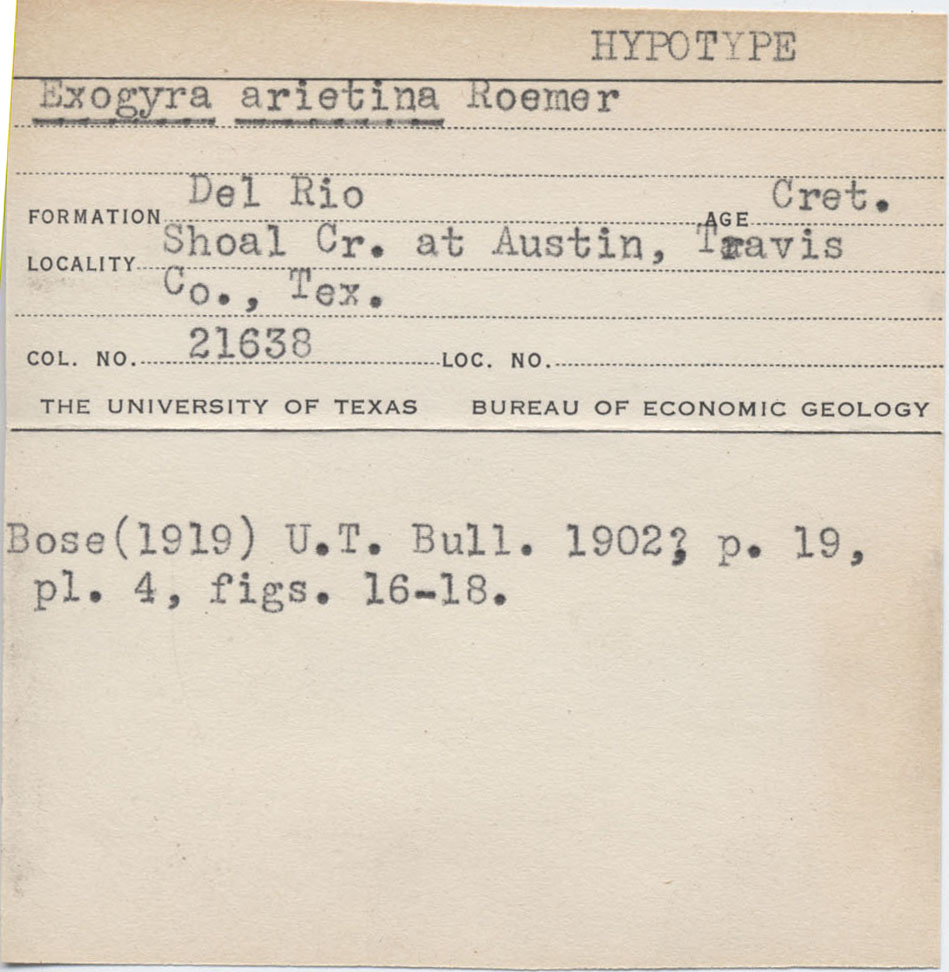 HYPOTYPE
Exogyra arietina Roemer
FORMATION Del Rio AGE Cret.
LOCALITY Shoal Cr. at Austin, Travis
Co., Tex.
COL. NO. 21638 LOC. NO.
THE UNIVERSITY OF TEXAS BUREAU OF ECONOMIC GEOLOGY
Bose(1919) U.T. Bull. 1902, p. 19,
pl. 4, figs. 16-18.